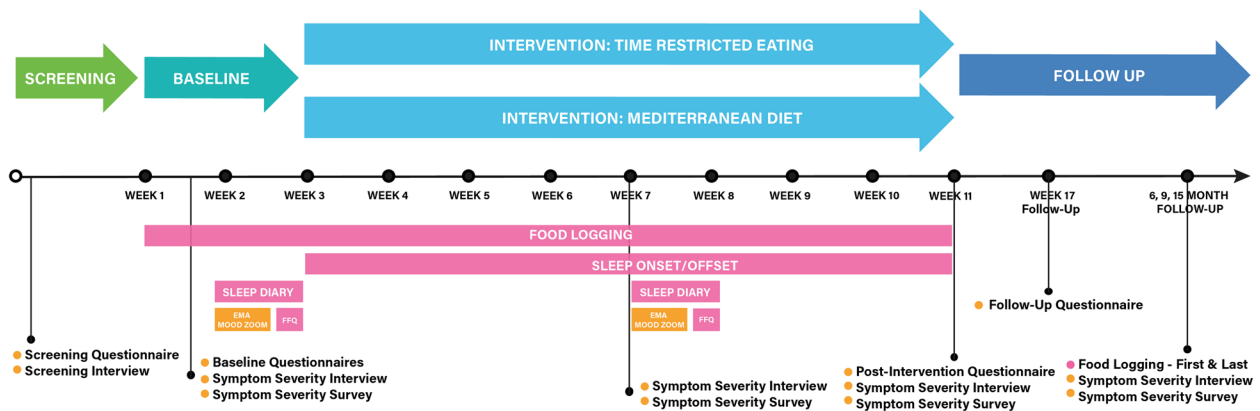 INTERVENTION: TIME RESTRICTED EATING
SCREENING
BASELINE
FOLLOW UP
INTERVENTION: MEDITERRANEAN DIET
WEEK 1
WEEK 2
WEEK 3
WEEK 4
WEEK 5
WEEK 6
WEEK 7
WEEK 8
WEEK 9
WEEK 10
WEEK 11
WEEK 17
Follow-Up
6, 9, 15 MONTH
FOLLOW-UP
FOOD LOGGING
SLEEP ONSET/OFFSET
SLEEP DIARY
EMA
MOOD ZOOM
FFQ
SLEEP DIARY
EMA
MOOD ZOOM
FFQ
Follow-Up Questionnaire
Screening Questionnaire
Screening Interview
Baseline Questionnaires
Symptom Severity Interview
Symptom Severity Survey
Symptom Severity Interview
Symptom Severity Survey
Post-Intervention Questionnaire
Symptom Severity Interview
Symptom Severity Survey
Food Logging - First & Last
Symptom Severity Interview
Symptom Severity Survey